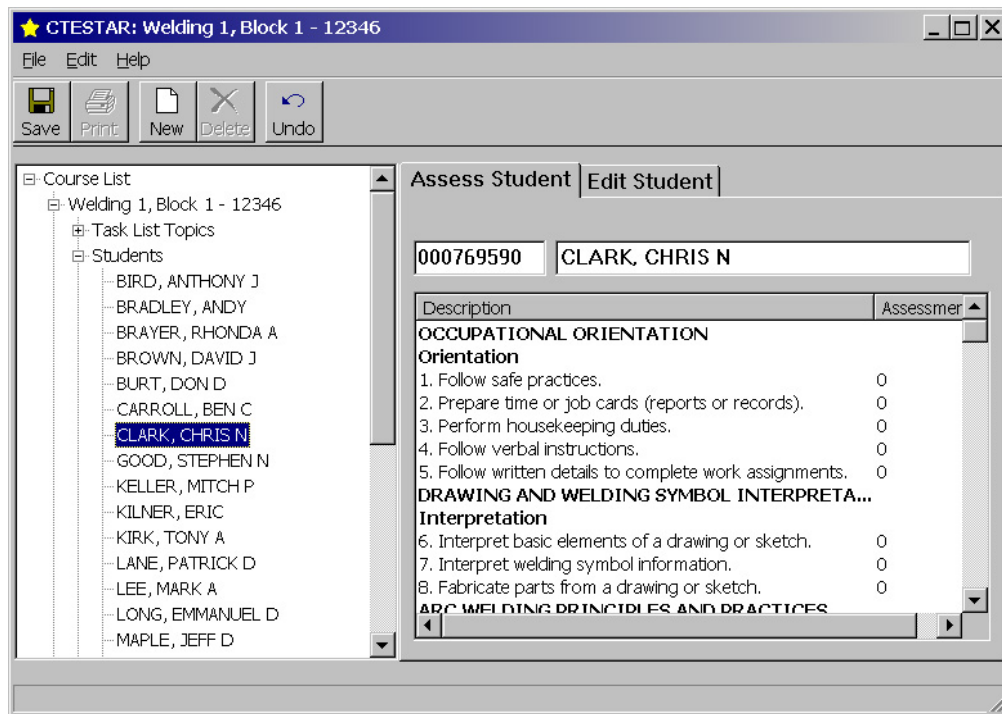 CTESTAR: Welding 1, Block 1 - 12346
File Edit Help
Save Print New Delete Undo
Course List
Welding 1, Block 1 - 12346
Task List Topics
Students
BIRD, ANTHONY J
BRADLEY, ANDY
BRAYER, RHONDA A
BROWN, DAVID J
BURT, DON D
CARROLL, BEN C
CLARK, CHRIS N
GOOD, STEPHEN N
KELLER, MITCH P
KILNER, ERIC
KIRK, TONY A
LANE, PATRICK D
LEE, MARK A
LONG, EMMANUEL D
MAPLE, JEFF D
Assess Student Edit Student
000769590 CLARK, CHRIS N
Description Assessmer
OCCUPATIONAL ORIENTATION
Orientation
1. Follow safe practices. 0
2. Prepare time or job cards (reports or records). 0
3. Perform housekeeping duties. 0
4. Follow verbal instructions. 0
5. Follow written details to complete work assignments. 0
DRAWING AND WELDING SYMBOL INTERPRETA...
Interpretation
6. Interpret basic elements of a drawing or sketch. 0
7. Interpret welding symbol information. 0
8. Fabricate parts from a drawing or sketch. 0
ARC WELDING PRINCIPLES AND PRACTICES